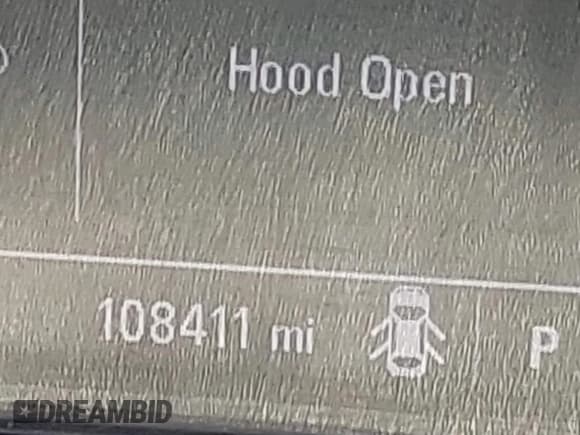 Hood Open
108411 mi
P
DREAMBID